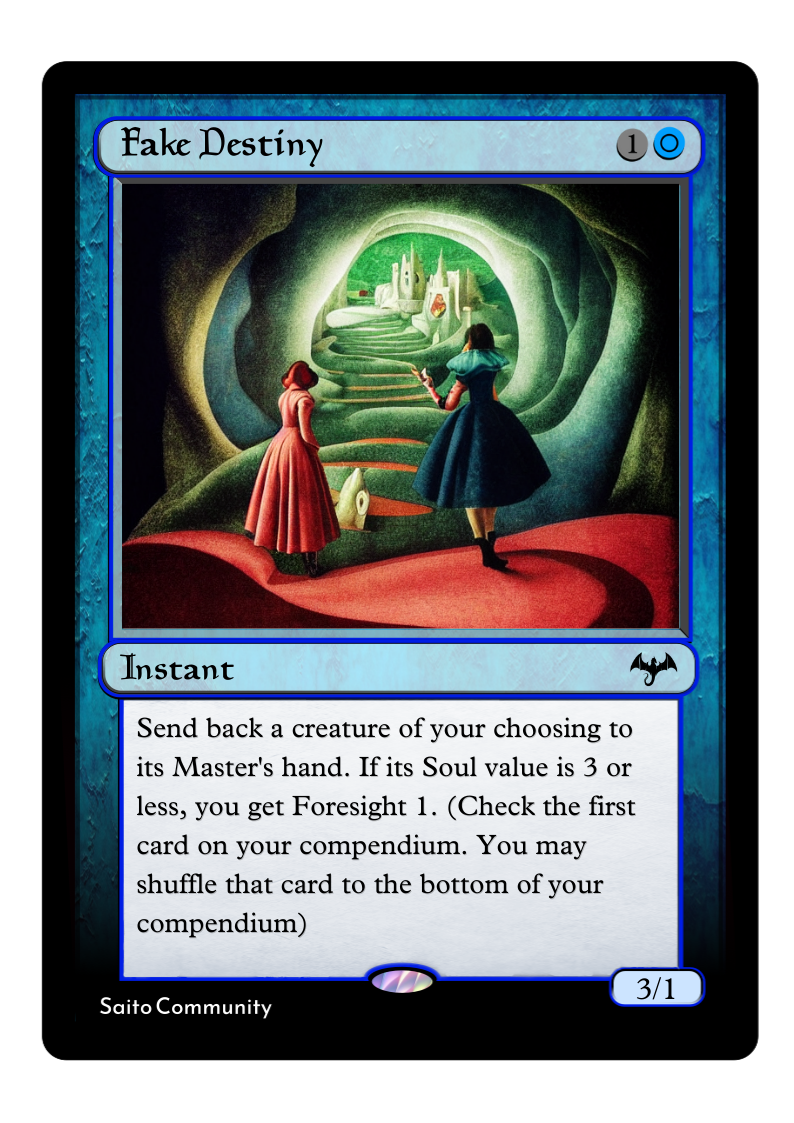 Fake Destiny 1
Instant
Send back a creature of your choosing to
its Master's hand. If its Soul value is 3 or
less, you get Foresight 1. (Check the first
card on your compendium. You may
shuffle that card to the bottom of your
compendium)
3/1
Saito Community